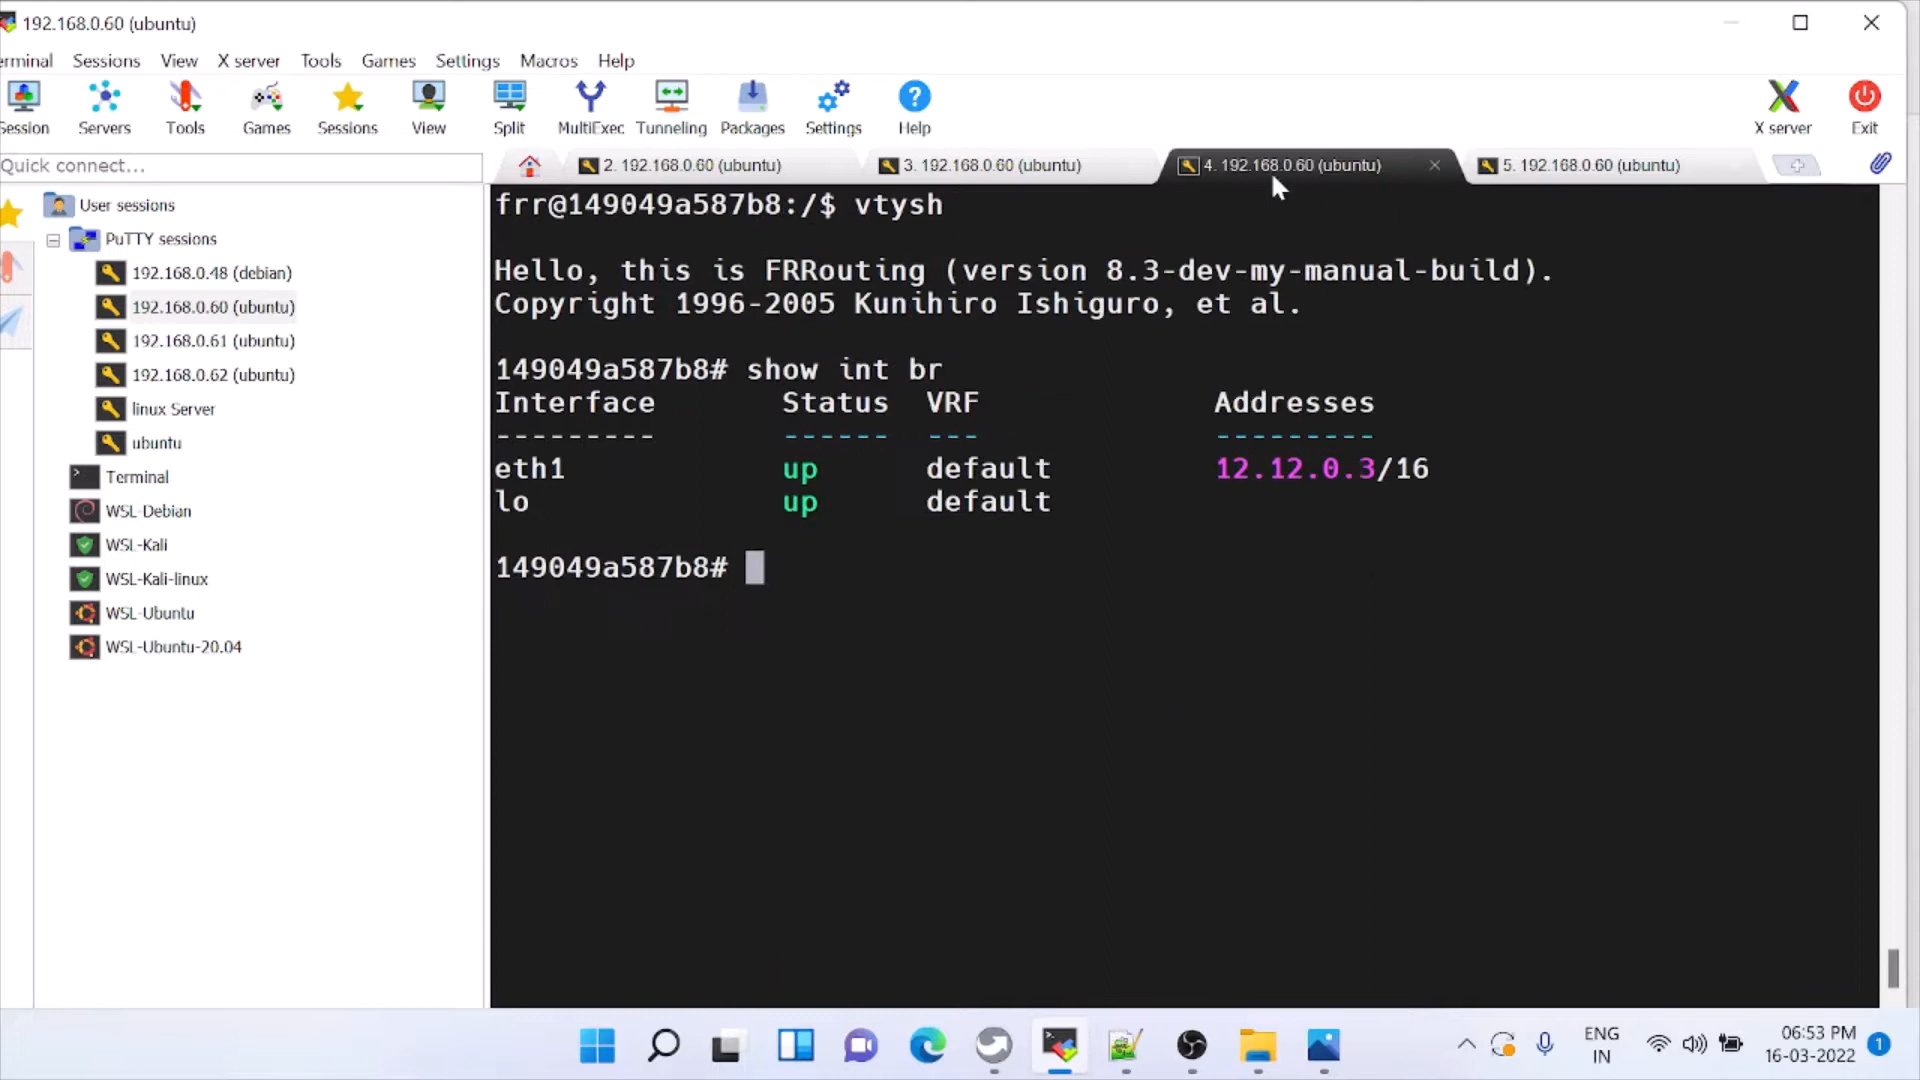 192.168.0.60 (ubuntu)
erminal Sessions View X server Tools Games Settings Macros Help
Session Servers Tools Games Sessions View Split MultiExec Tunneling Packages Settings Help X server Exit
Quick connect...
2. 192.168.0.60 (ubuntu) 3. 192.168.0.60 (ubuntu) 4. 192.168.0.60 (ubuntu) 5. 192.168.0.60 (ubuntu)
User sessions
PuTTY sessions
192.168.0.48 (debian)
192.168.0.60 (ubuntu)
192.168.0.61 (ubuntu)
192.168.0.62 (ubuntu)
linux Server
ubuntu
Terminal
WSL-Debian
WSL-Kali
WSL-Kali-linux
WSL-Ubuntu
WSL-Ubuntu-20.04
frr@149049a587b8:/$ vtysh
Hello, this is FRRouting (version 8.3-dev-my-manual-build).
Copyright 1996-2005 Kunihiro Ishiguro, et al.
149049a587b8# show int br
Interface Status VRF Addresses
--------- ------ --- ---------
eth1 up default 12.12.0.3/16
lo up default
149049a587b8#
ENG
IN
06:53 PM
16-03-2022
1